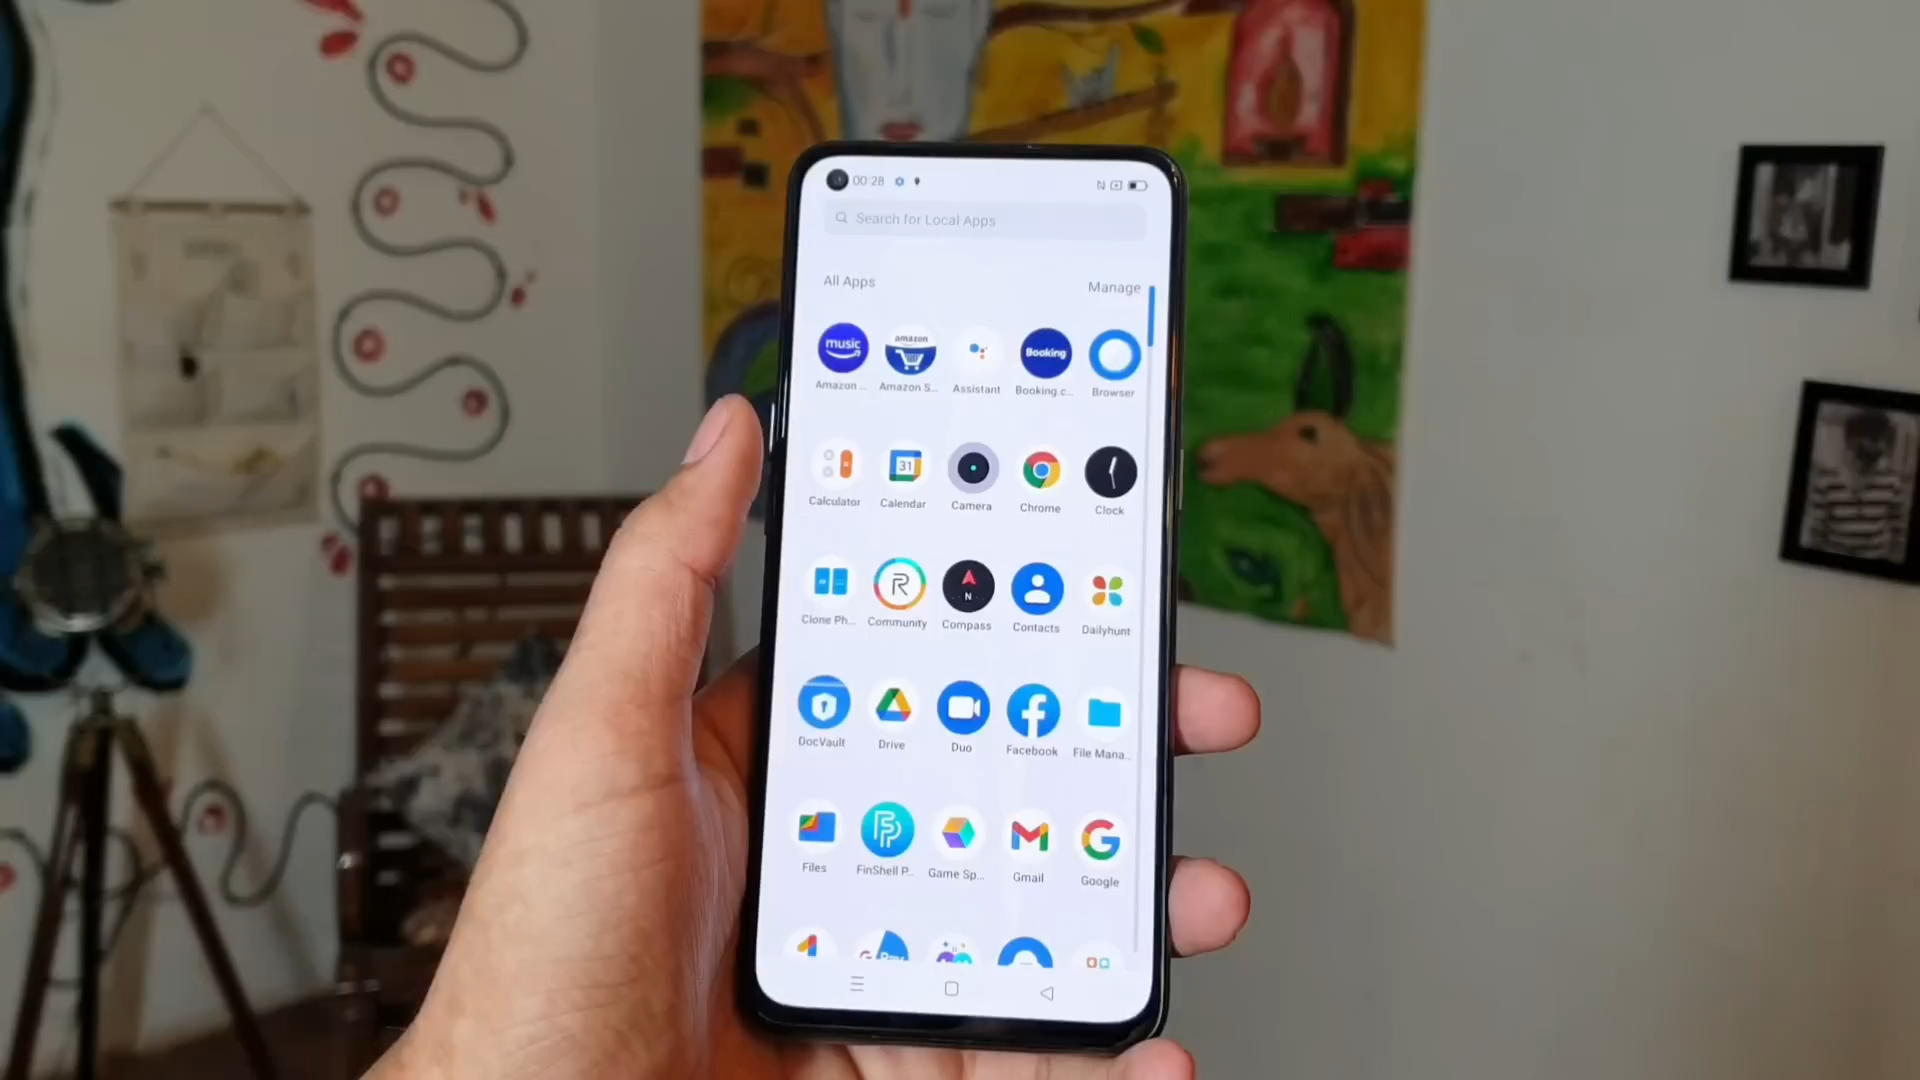 00:28
Search for Local Apps
All Apps Manage
music amazon Booking
Amazon ... Amazon S... Assistant Booking.c... Browser
31
Calculator Calendar Camera Chrome Clock
R N
Clone Ph... Community Compass Contacts Dailyhunt
DocVault Drive Duo Facebook File Mana...
Files FinShell P... Game Sp... Gmail Google
G Pay